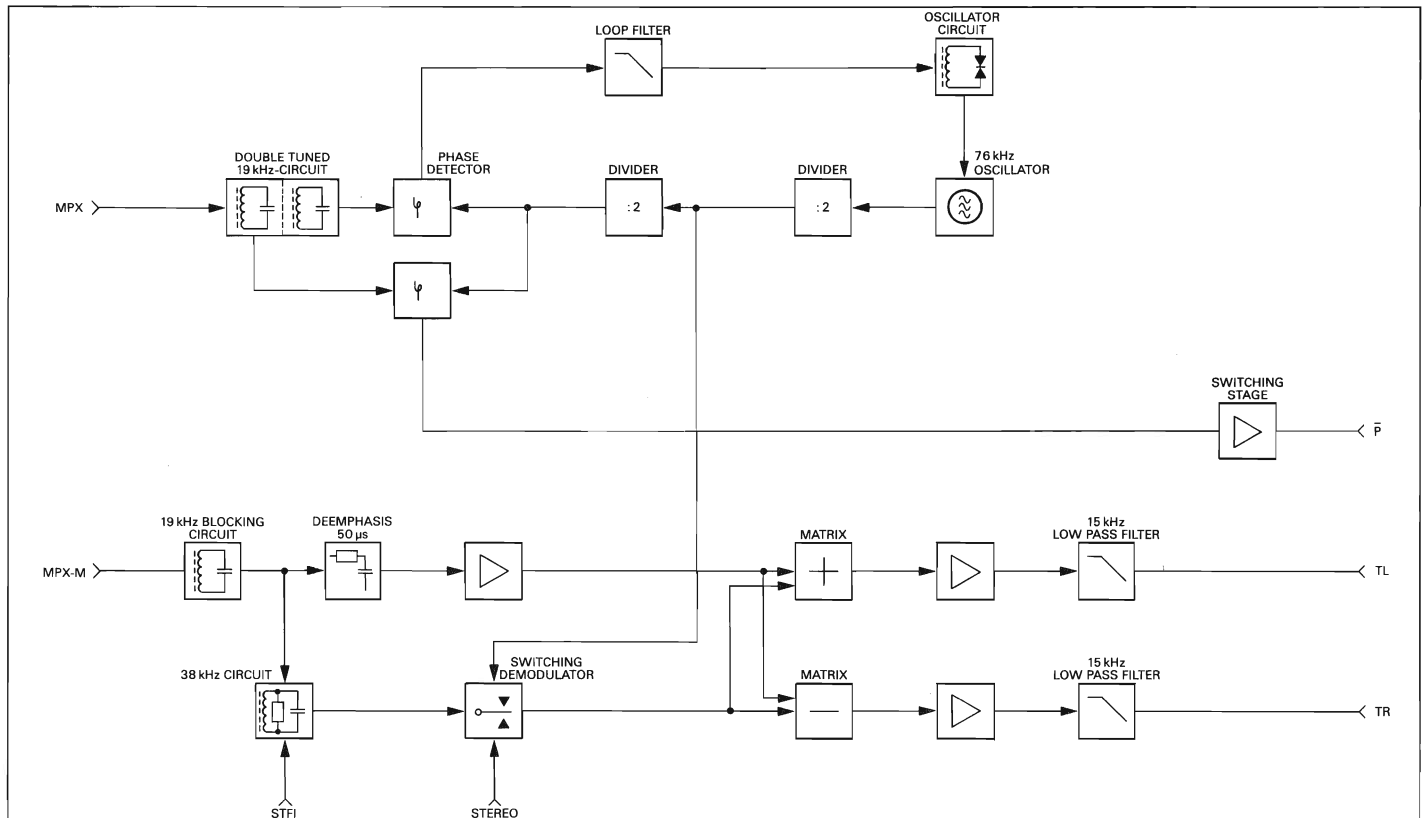 OSCILLATOR
CIRCUIT
LOOP FILTER
DOUBLE TUNED
19 kHz-CIRCUIT
PHASE
DETECTOR
DIVIDER
DIVIDER
76 kHz
OSCILLATOR
MPX
φ
: 2
: 2
φ
SWITCHING
STAGE
P̄
19 kHz BLOCKING
CIRCUIT
DEEMPHASIS
50 µs
MATRIX
15 kHz
LOW PASS FILTER
MPX-M
+
TL
38 kHz CIRCUIT
SWITCHING
DEMODULATOR
MATRIX
15 kHz
LOW PASS FILTER
—
TR
STFI
STEREO